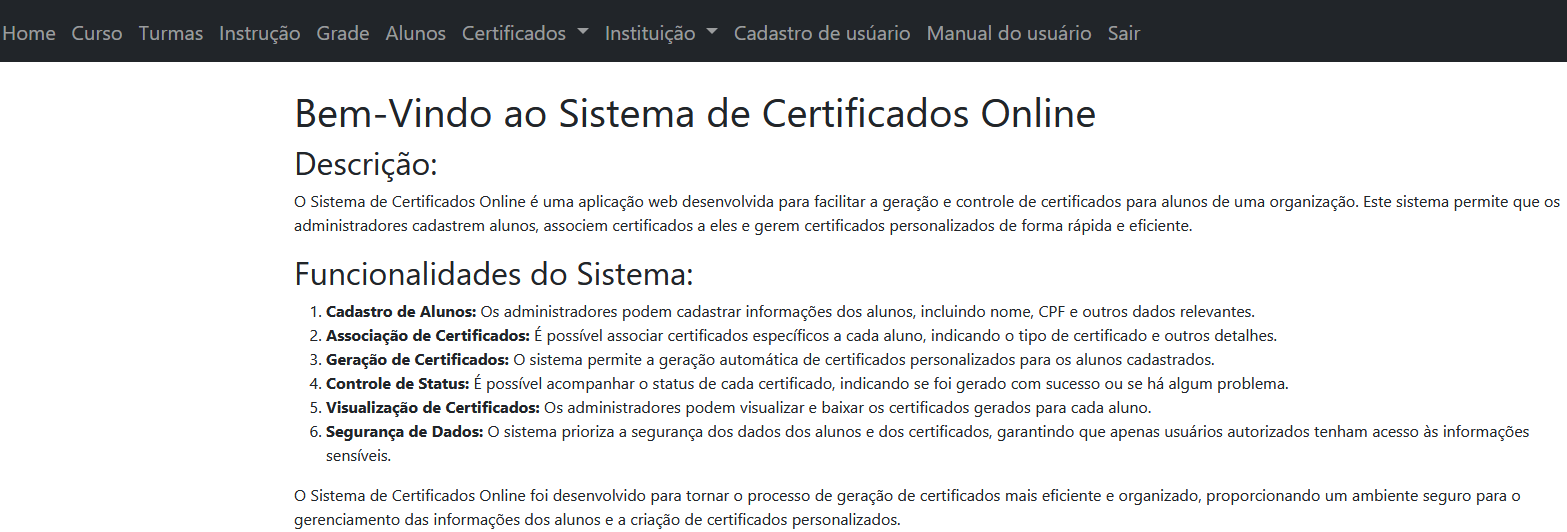 Home Curso Turmas Instrução Grade Alunos Certificados Instituição Cadastro de usúario Manual do usuário Sair
Bem-Vindo ao Sistema de Certificados Online
Descrição:
O Sistema de Certificados Online é uma aplicação web desenvolvida para facilitar a geração e controle de certificados para alunos de uma organização. Este sistema permite que os
administradores cadastrem alunos, associem certificados a eles e gerem certificados personalizados de forma rápida e eficiente.
Funcionalidades do Sistema:
1. Cadastro de Alunos: Os administradores podem cadastrar informações dos alunos, incluindo nome, CPF e outros dados relevantes.
2. Associação de Certificados: É possível associar certificados específicos a cada aluno, indicando o tipo de certificado e outros detalhes.
3. Geração de Certificados: O sistema permite a geração automática de certificados personalizados para os alunos cadastrados.
4. Controle de Status: É possível acompanhar o status de cada certificado, indicando se foi gerado com sucesso ou se há algum problema.
5. Visualização de Certificados: Os administradores podem visualizar e baixar os certificados gerados para cada aluno.
6. Segurança de Dados: O sistema prioriza a segurança dos dados dos alunos e dos certificados, garantindo que apenas usuários autorizados tenham acesso às informações
sensíveis.
O Sistema de Certificados Online foi desenvolvido para tornar o processo de geração de certificados mais eficiente e organizado, proporcionando um ambiente seguro para o
gerenciamento das informações dos alunos e a criação de certificados personalizados.